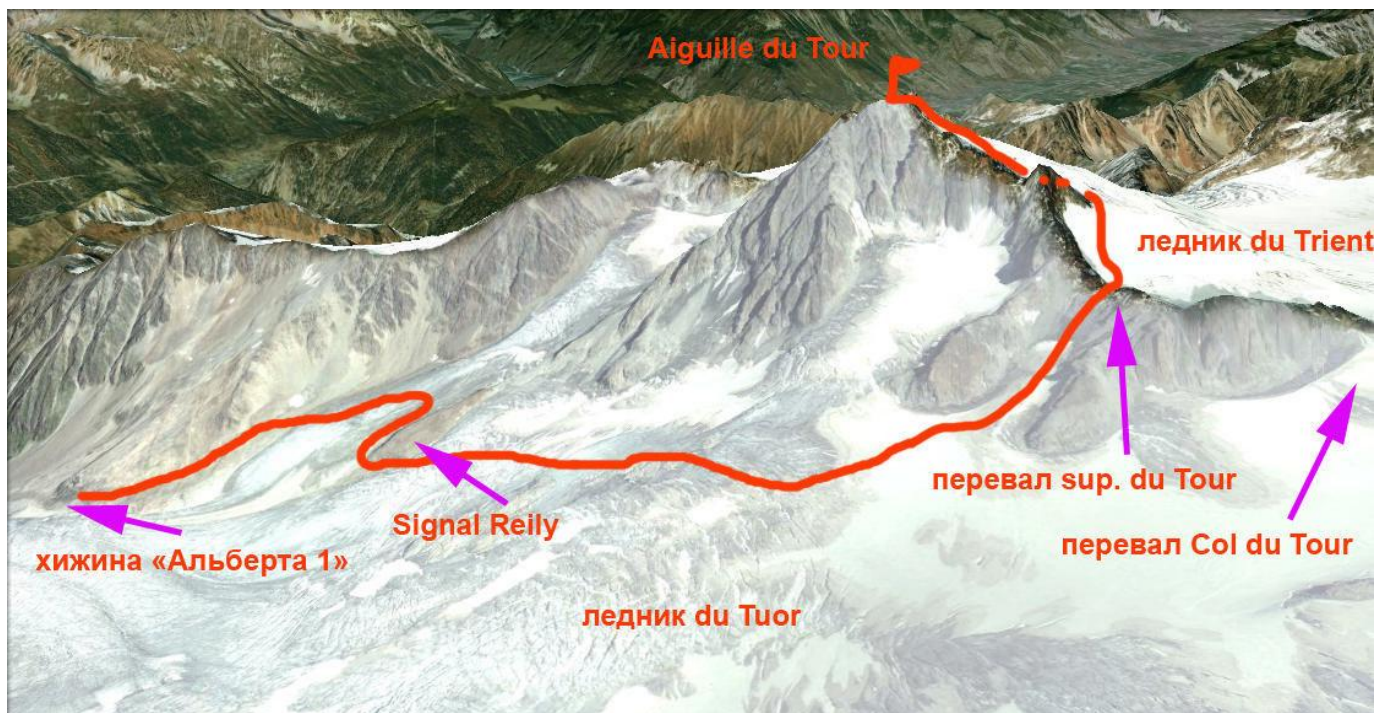 Aiguille du Tour
ледник du Trient
перевал sup. du Tour
Signal Reily
перевал Col du Tour
хижина «Альберта 1»
ледник du Tuor